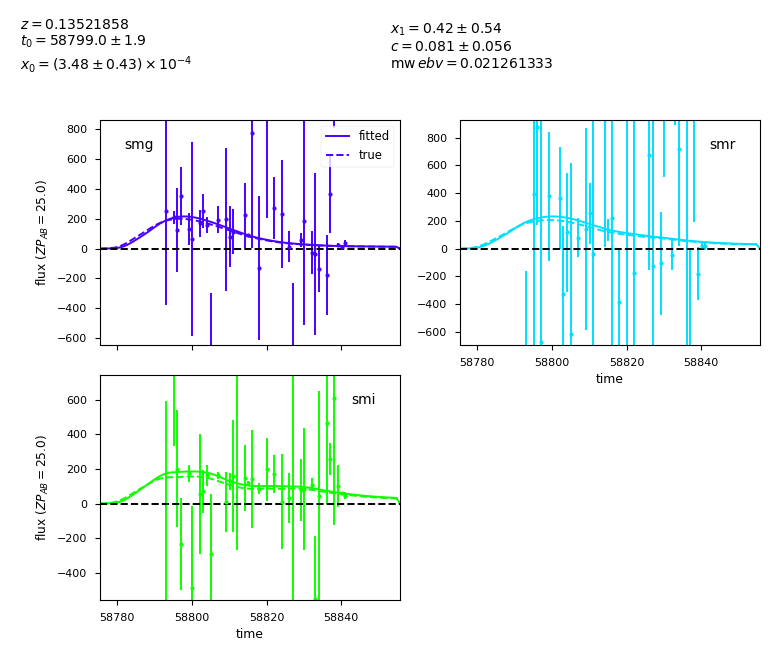 z = 0.13521858
t₀ = 58799.0 ± 1.9
x₀ = (3.48 ± 0.43) × 10⁻⁴
x₁ = 0.42 ± 0.54
c = 0.081 ± 0.056
mw ebv = 0.021261333
800
600
400
200
0
−200
−400
−600
flux (ZP_AB = 25.0)
smg
fitted
true
800
600
400
200
0
−200
−400
−600
smr
58780
58800
58820
58840
time
600
400
200
0
−200
−400
flux (ZP_AB = 25.0)
smi
58780
58800
58820
58840
time